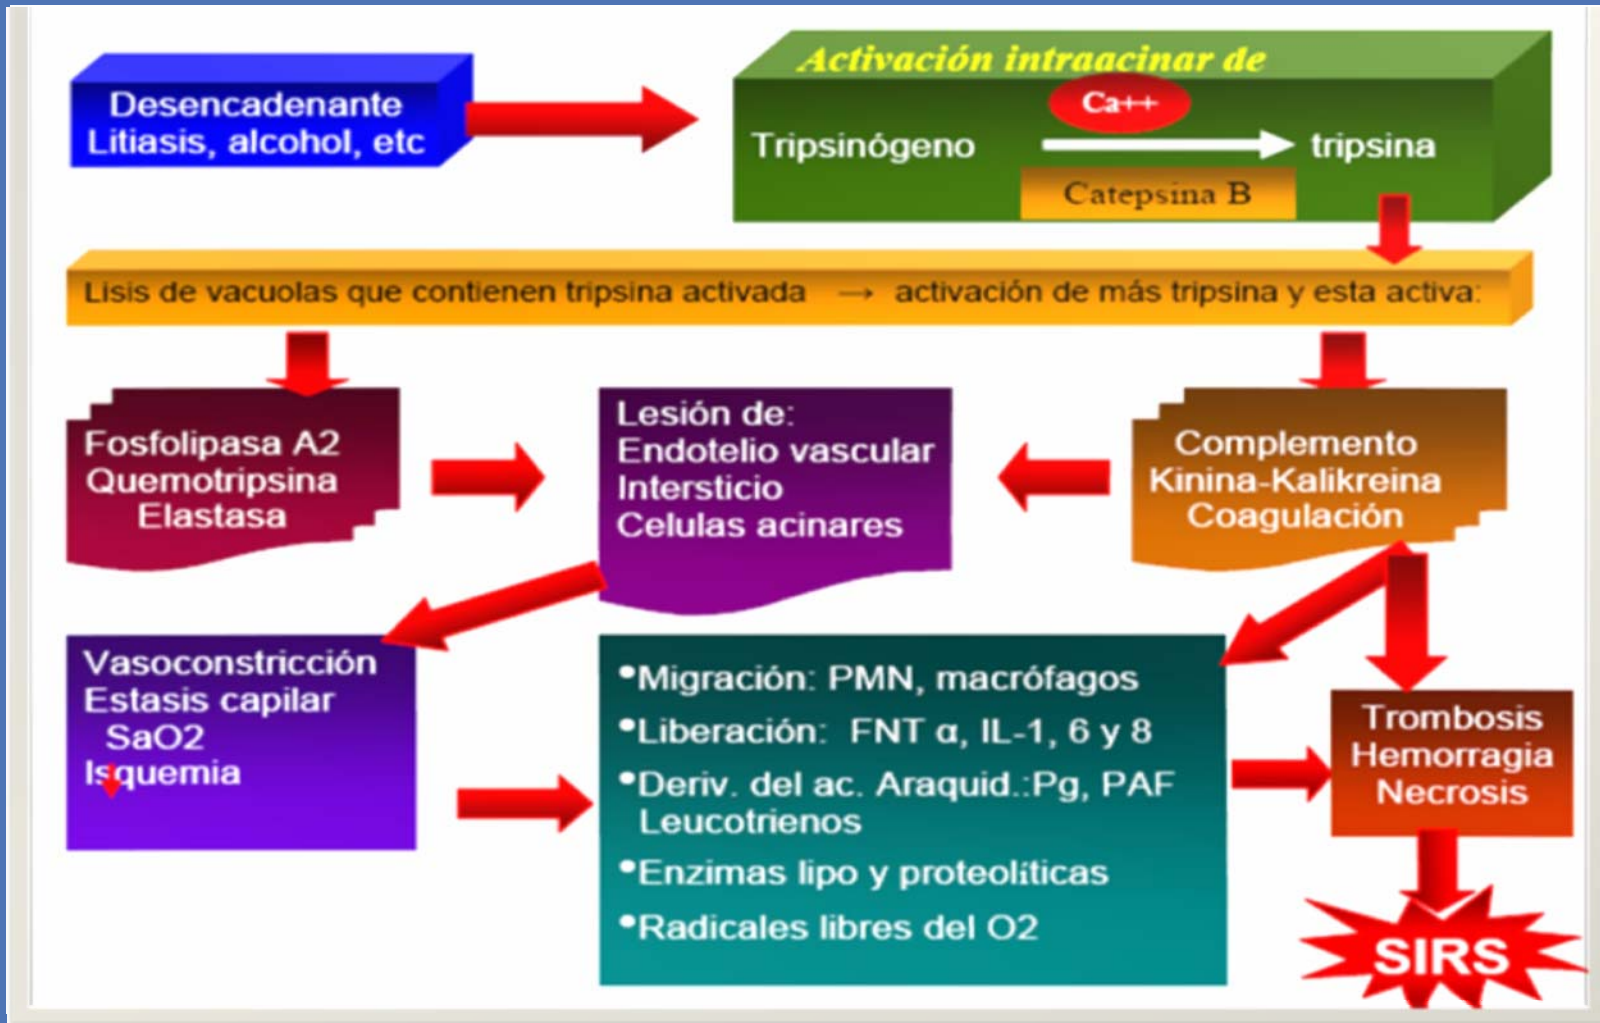 Desencadenante
Litiasis, alcohol, etc
Activación intraacinar de
Ca++
Tripsinógeno
tripsina
Catepsina B
Lisis de vacuolas que contienen tripsina activada → activación de más tripsina y esta activa:
Fosfolipasa A2
Quemotripsina
Elastasa
Lesión de:
Endotelio vascular
Intersticio
Celulas acinares
Complemento
Kinina-Kalikreina
Coagulación
Vasoconstricción
Estasis capilar
SaO2
Isquemia
•Migración: PMN, macrófagos
•Liberación: FNT α, IL-1, 6 y 8
•Deriv. del ac. Araquid.:Pg, PAF
Leucotrienos
•Enzimas lipo y proteolíticas
•Radicales libres del O2
Trombosis
Hemorragia
Necrosis
SIRS